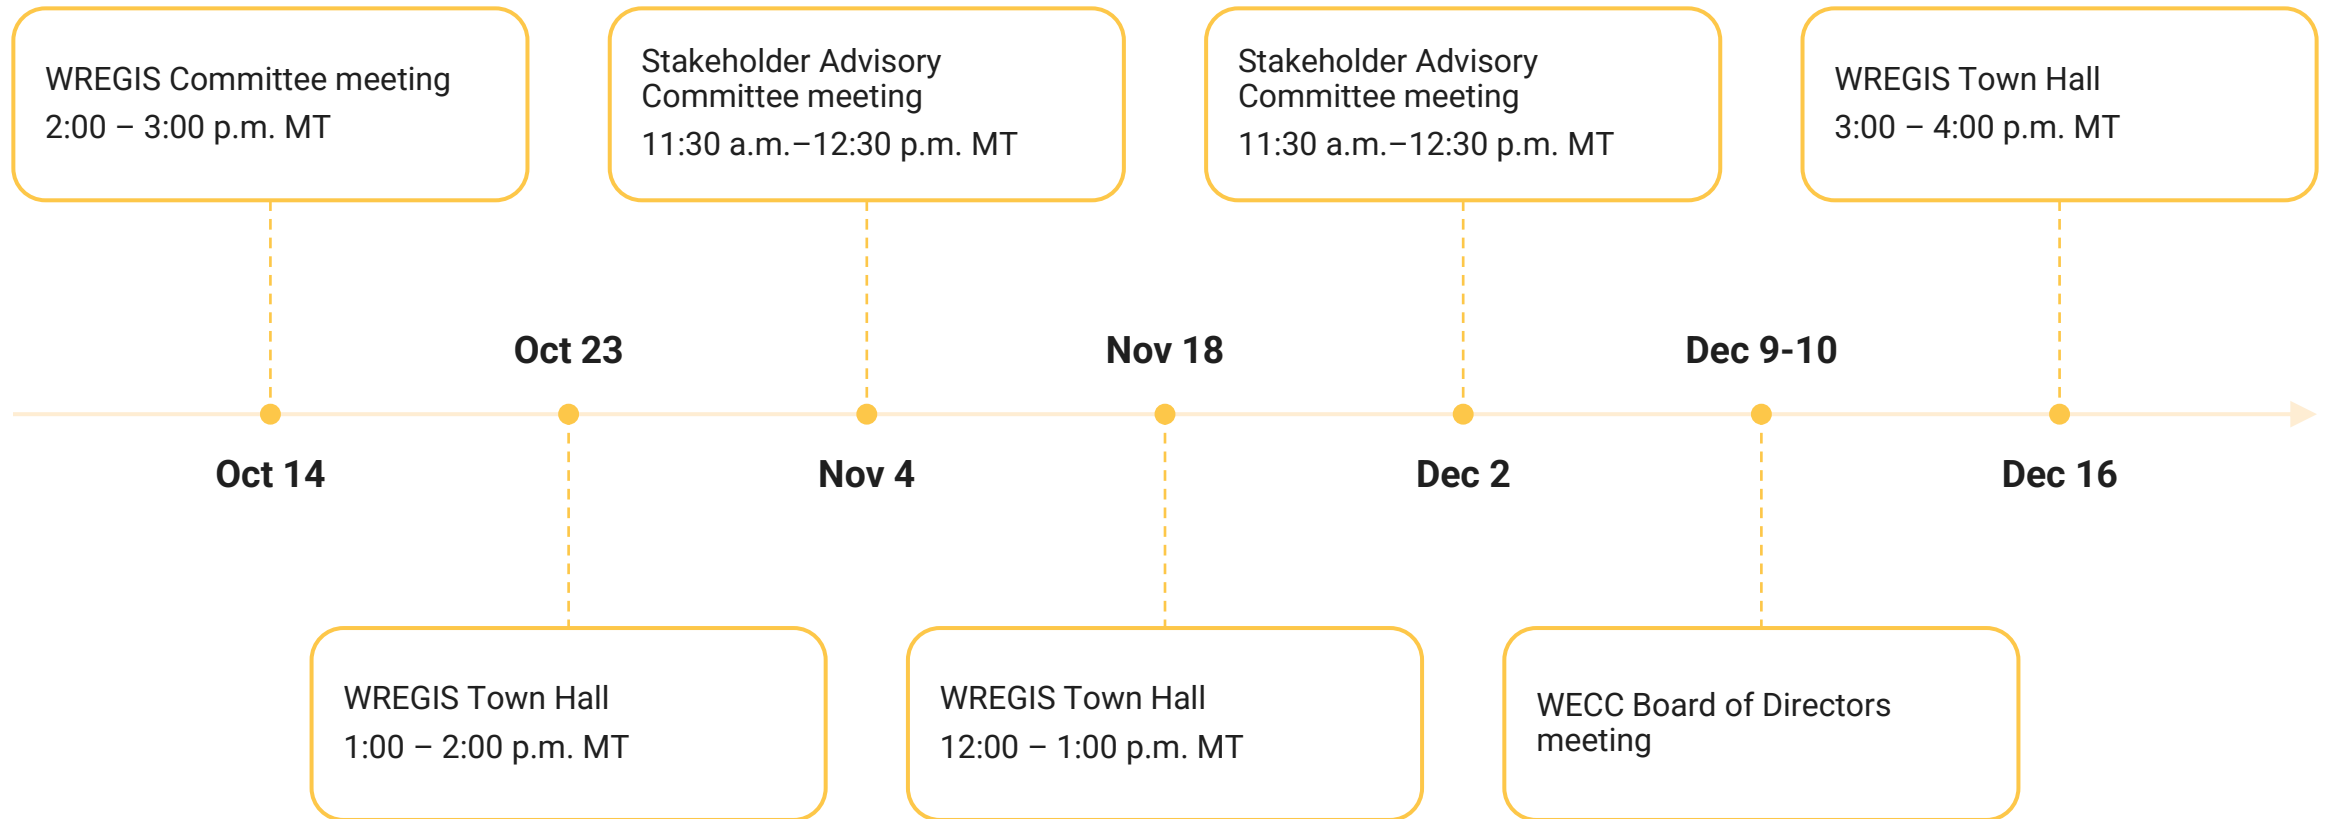 WREGIS Committee meeting
2:00 – 3:00 p.m. MT
Stakeholder Advisory
Committee meeting
11:30 a.m.–12:30 p.m. MT
Stakeholder Advisory
Committee meeting
11:30 a.m.–12:30 p.m. MT
WREGIS Town Hall
3:00 – 4:00 p.m. MT
Oct 23
Nov 18
Dec 9-10
Oct 14
Nov 4
Dec 2
Dec 16
WREGIS Town Hall
1:00 – 2:00 p.m. MT
WREGIS Town Hall
12:00 – 1:00 p.m. MT
WECC Board of Directors
meeting